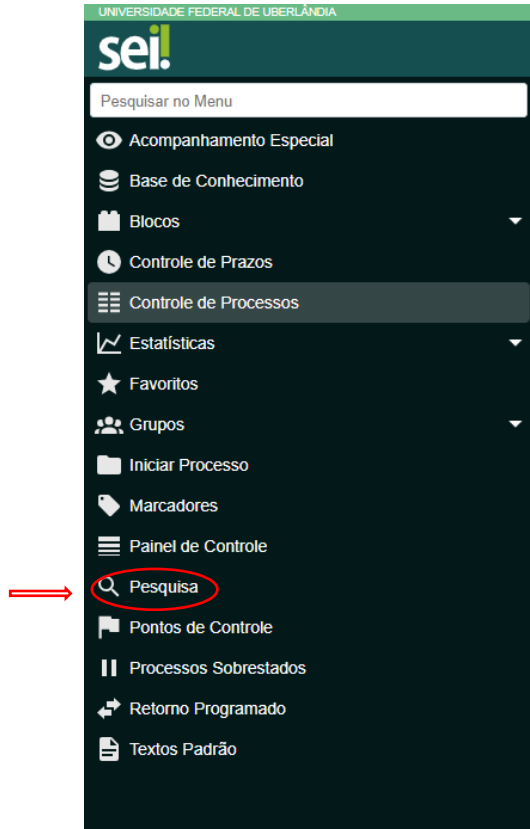 UNIVERSIDADE FEDERAL DE UBERLÂNDIA
sei!
Pesquisar no Menu
Acompanhamento Especial
Base de Conhecimento
Blocos
Controle de Prazos
Controle de Processos
Estatísticas
Favoritos
Grupos
Iniciar Processo
Marcadores
Painel de Controle
Pesquisa
Pontos de Controle
Processos Sobrestados
Retorno Programado
Textos Padrão